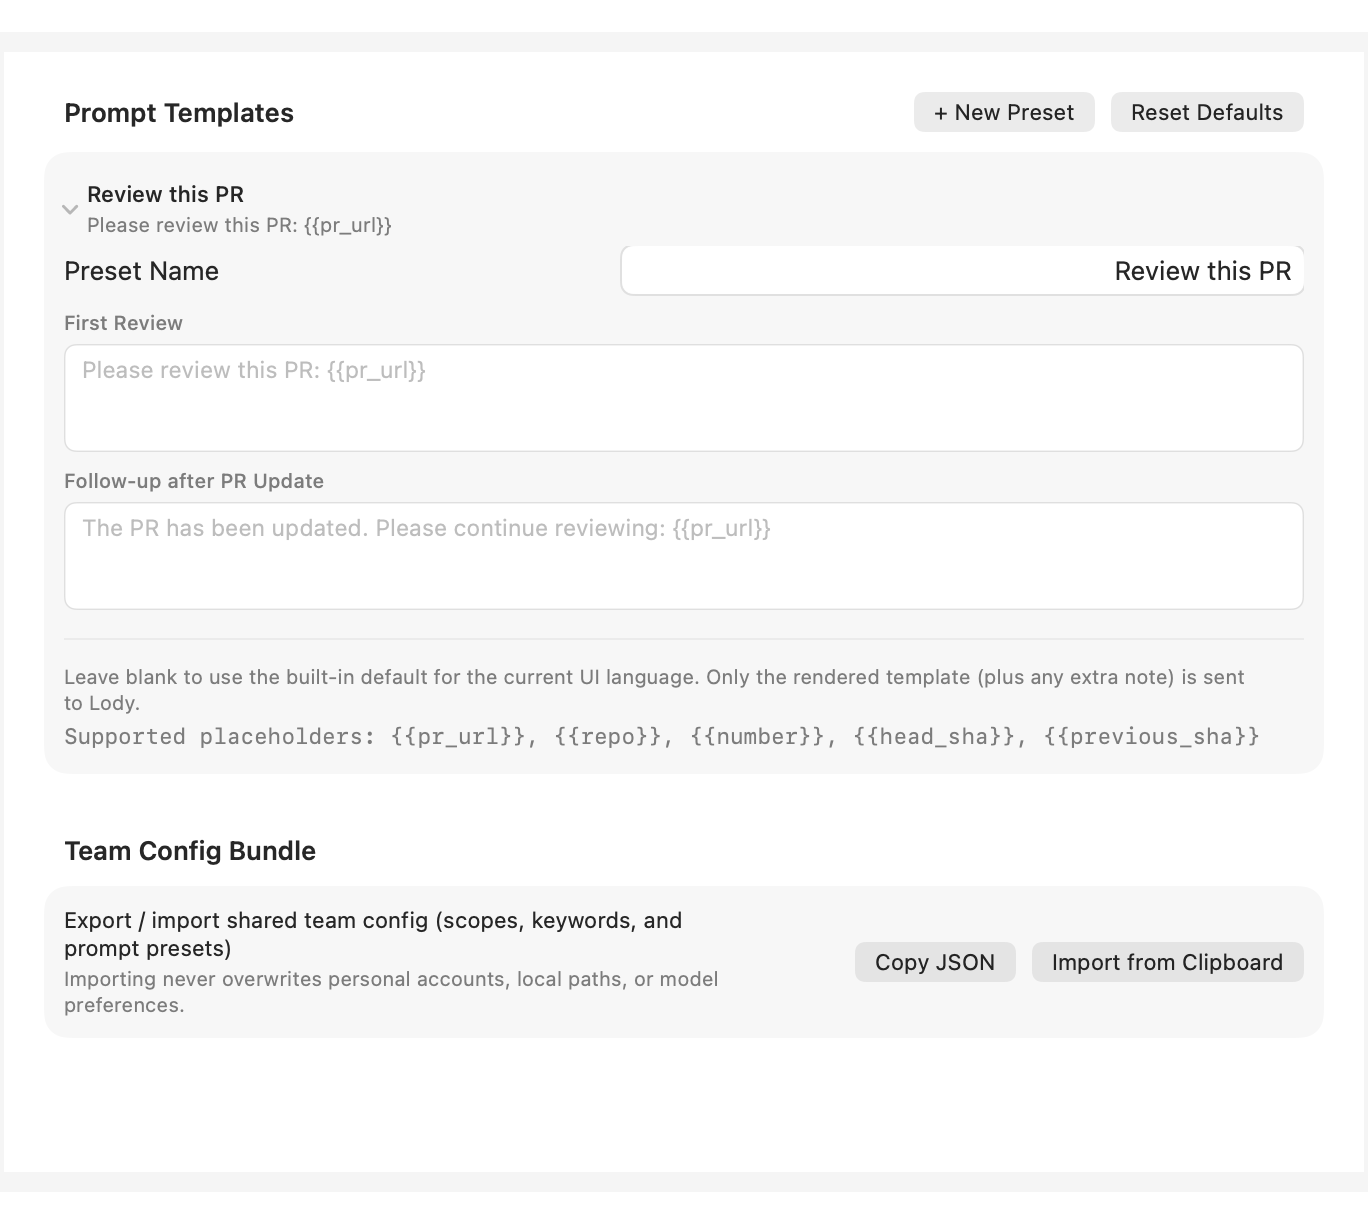 Prompt Templates
+ New Preset
Reset Defaults
Review this PR
Please review this PR: {{pr_url}}
Preset Name
Review this PR
First Review
Please review this PR: {{pr_url}}
Follow-up after PR Update
The PR has been updated. Please continue reviewing: {{pr_url}}
Leave blank to use the built-in default for the current UI language. Only the rendered template (plus any extra note) is sent
to Lody.
Supported placeholders: {{pr_url}}, {{repo}}, {{number}}, {{head_sha}}, {{previous_sha}}
Team Config Bundle
Export / import shared team config (scopes, keywords, and
prompt presets)
Importing never overwrites personal accounts, local paths, or model
preferences.
Copy JSON
Import from Clipboard